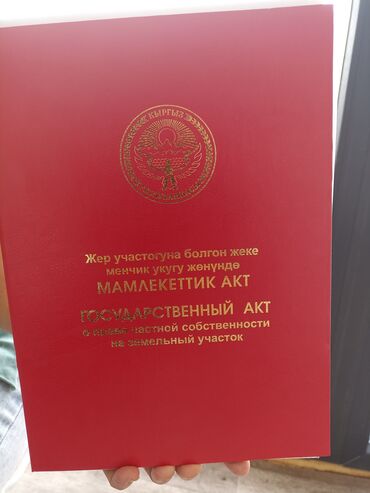 КЫРГЫЗ
Жер участогуна болгон жеке
менчик укугу жөнүндө
МАМЛЕКЕТТИК АКТ
ГОСУДАРСТВЕННЫЙ АКТ
о праве частной собственности
на земельный участок